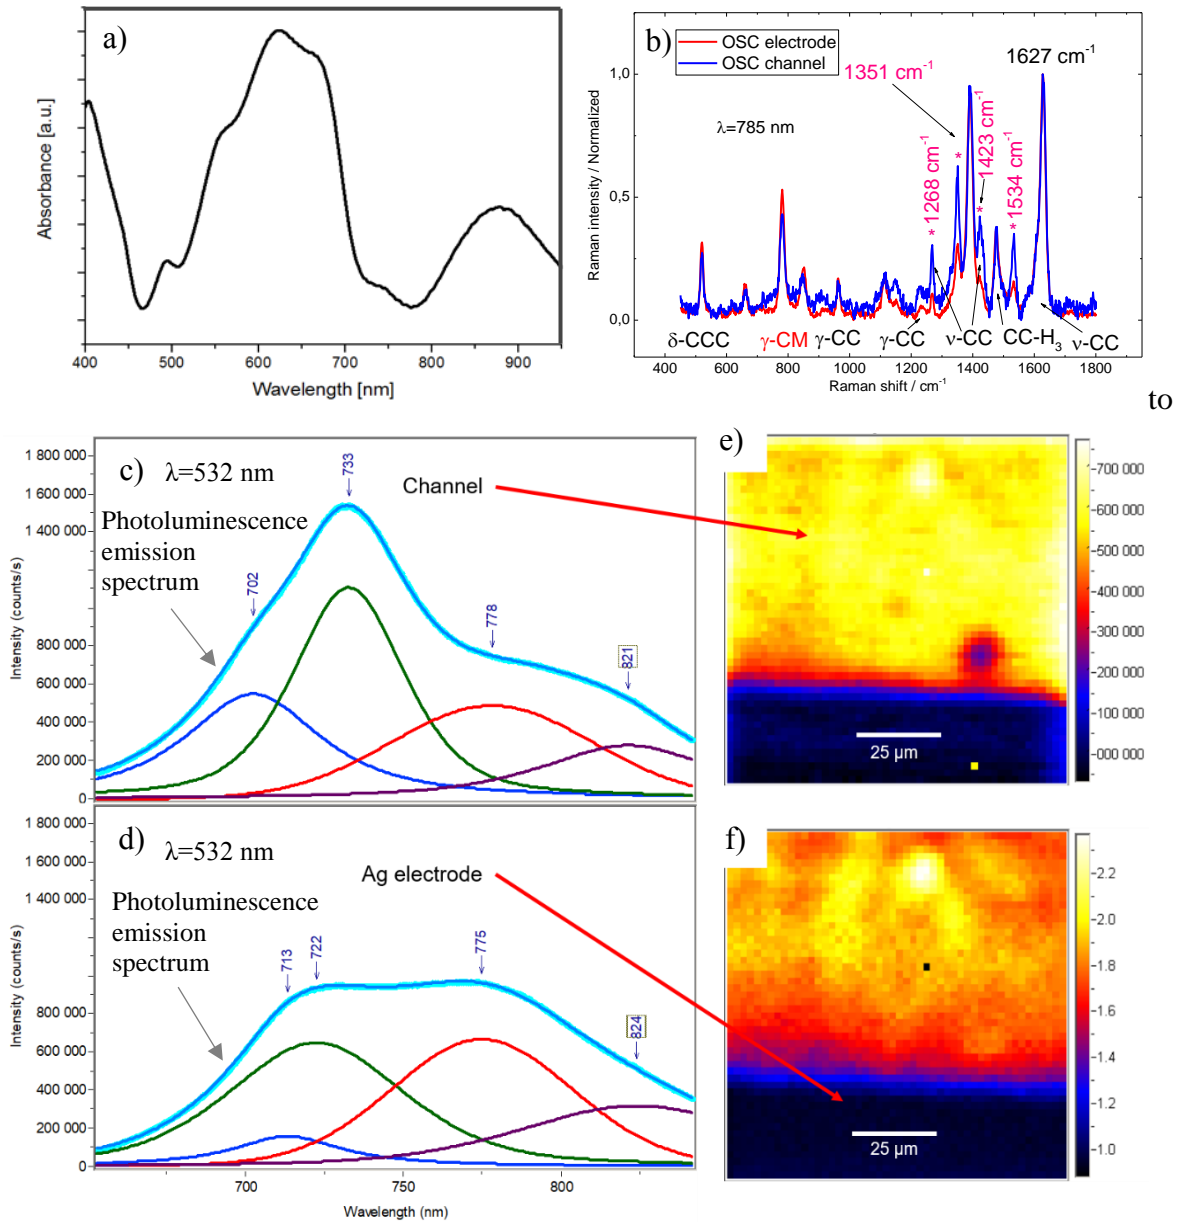 a)
Absorbance [a.u.]
400 500 600 700 800 900
Wavelength [nm]
b)
OSC electrode
OSC channel
1351 cm-1
1627 cm-1
λ=785 nm
* 1268 cm-1
*
* 1423 cm-1
* 1534 cm-1
Raman intensity / Normalized
1,0
0,5
0,0
δ-CCC γ-CM γ-CC γ-CC ν-CC CC-H3 ν-CC
400 600 800 1000 1200 1400 1600 1800
Raman shift / cm-1
to
c) λ=532 nm
Photoluminescence
emission
spectrum
702
733
778
821
Channel
Intensity (counts/s)
1 800 000
1 600 000
1 400 000
800 000
600 000
400 000
200 000
0
e)
25 µm
700 000
600 000
500 000
400 000
300 000
200 000
100 000
000 000
d) λ=532 nm
Photoluminescence
emission
spectrum
713
722
775
824
Ag electrode
Intensity (counts/s)
1 800 000
1 600 000
1 400 000
800 000
600 000
400 000
200 000
0
700 750 800
Wavelength (nm)
f)
25 µm
2.2
2.0
1.8
1.6
1.4
1.2
1.0